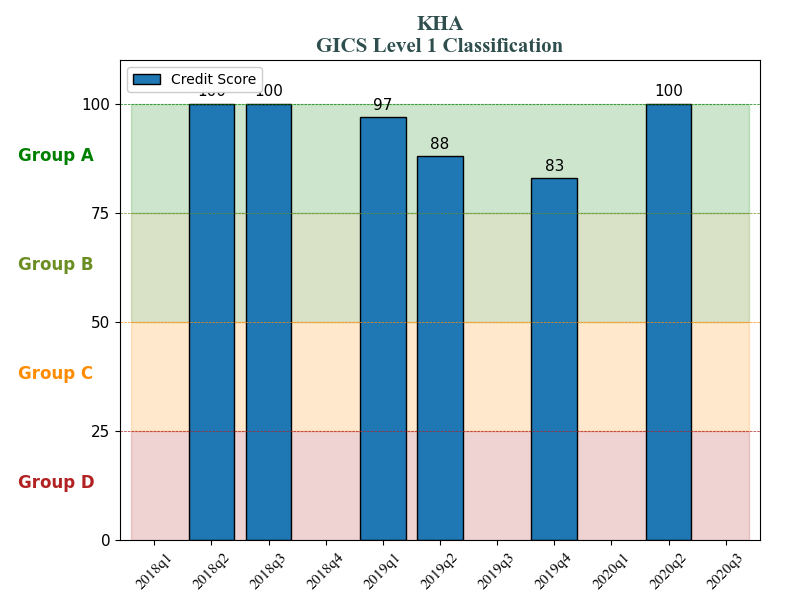 KHA
GICS Level 1 Classification
Credit Score
100
100
97
88
83
100
100
75
50
25
0
Group A
Group B
Group C
Group D
2018q1
2018q2
2018q3
2018q4
2019q1
2019q2
2019q3
2019q4
2020q1
2020q2
2020q3